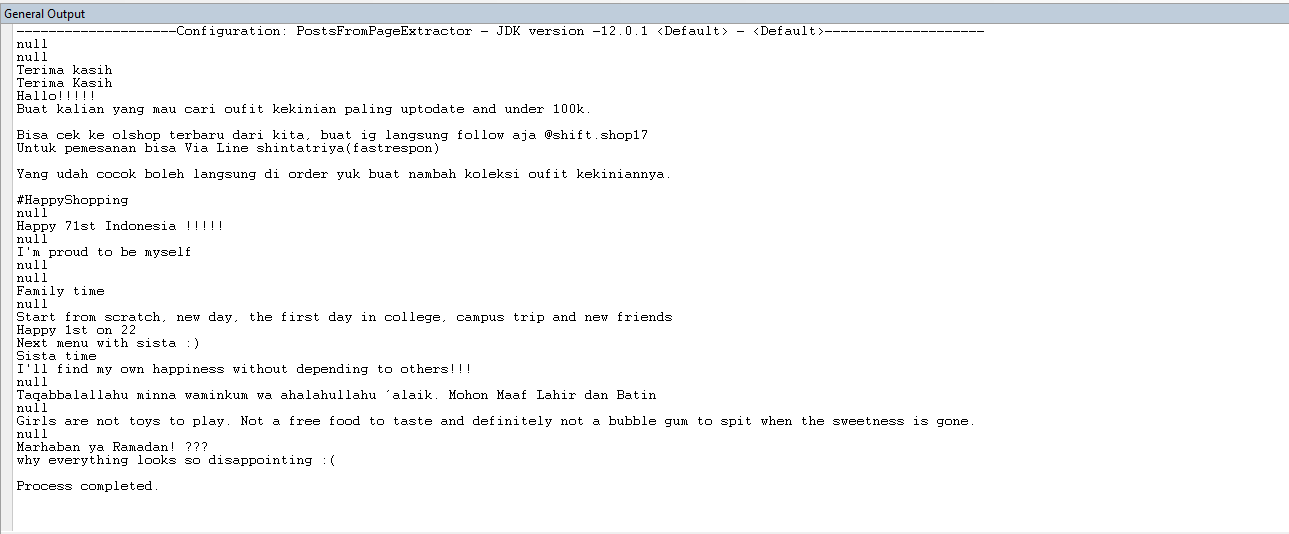 General Output
--------------------Configuration: PostsFromPageExtractor - JDK version -12.0.1 <Default> - <Default>--------------------
null
null
Terima kasih
Terima Kasih
Hallo!!!!!
Buat kalian yang mau cari oufit kekinian paling uptodate and under 100k.
Bisa cek ke olshop terbaru dari kita, buat ig langsung follow aja @shift.shop17
Untuk pemesanan bisa Via Line shintatriya(fastrespon)
Yang udah cocok boleh langsung di order yuk buat nambah koleksi oufit kekiniannya.
#HappyShopping
null
Happy 71st Indonesia !!!!!
null
I'm proud to be myself
null
null
Family time
null
Start from scratch, new day, the first day in college, campus trip and new friends
Happy 1st on 22
Next menu with sista :)
Sista time
I'll find my own happiness without depending to others!!!
null
Taqabbalallahu minna waminkum wa ahalahullahu ´alaik. Mohon Maaf Lahir dan Batin
null
Girls are not toys to play. Not a free food to taste and definitely not a bubble gum to spit when the sweetness is gone.
null
Marhaban ya Ramadan! ???
why everything looks so disappointing :(
Process completed.